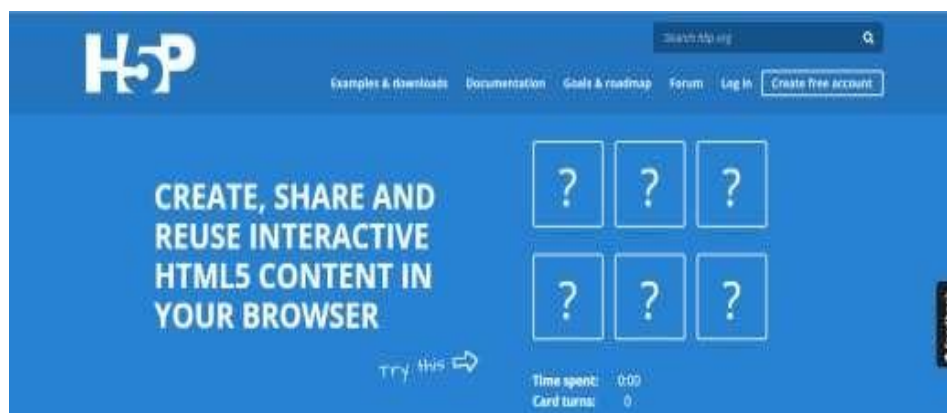 H5P
Search h5p.org
Examples & downloads Documentation Goals & roadmap Forum Log in Create free account
CREATE, SHARE AND
REUSE INTERACTIVE
HTML5 CONTENT IN
YOUR BROWSER
? ? ?
? ? ?
Try this
Time spent: 0:00
Card turns: 0